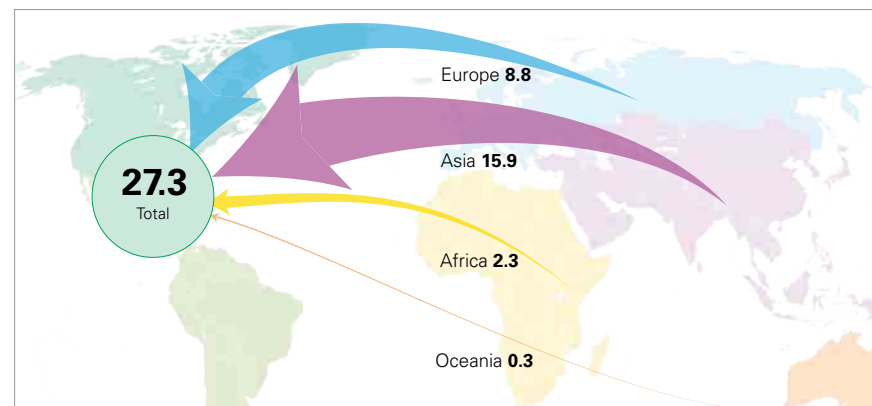 Europe 8.8
Asia 15.9
27.3
Total
Africa 2.3
Oceania 0.3